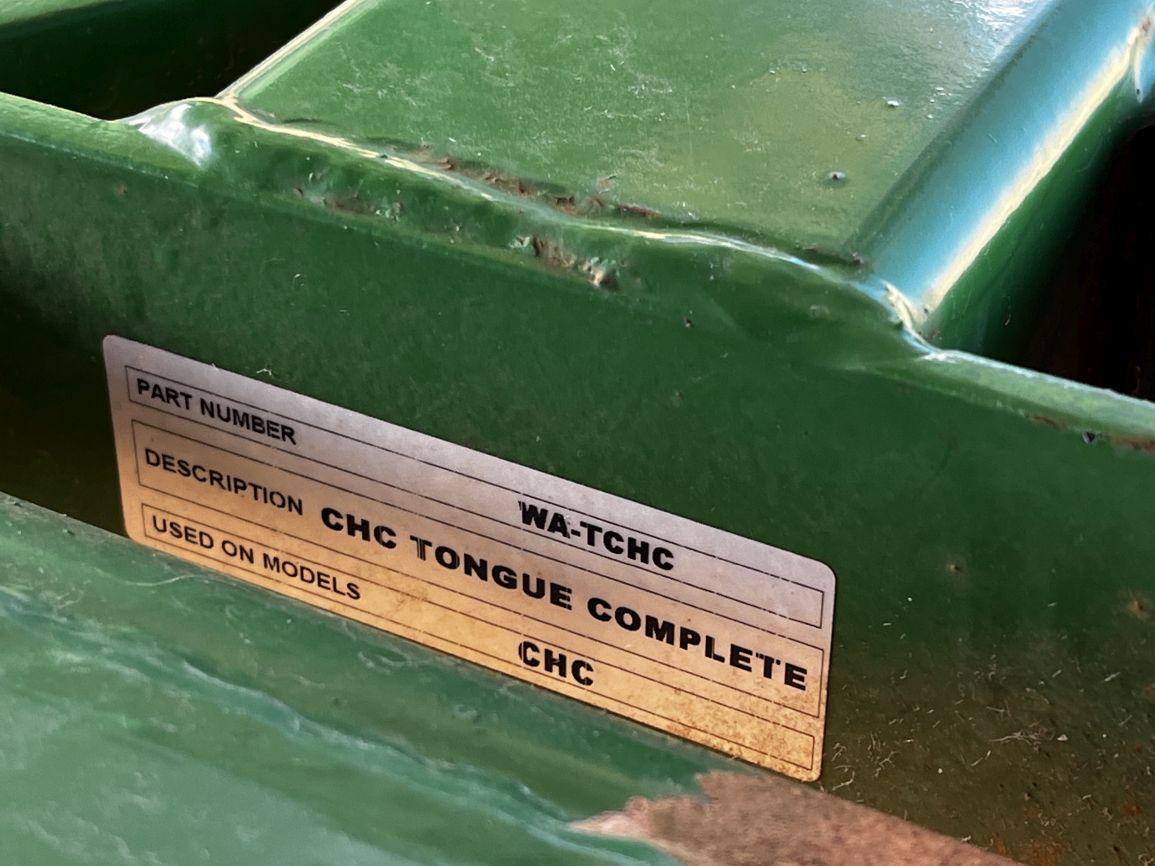 PART NUMBER
WA-TCHC
DESCRIPTION CHC TONGUE COMPLETE
USED ON MODELS
CHC